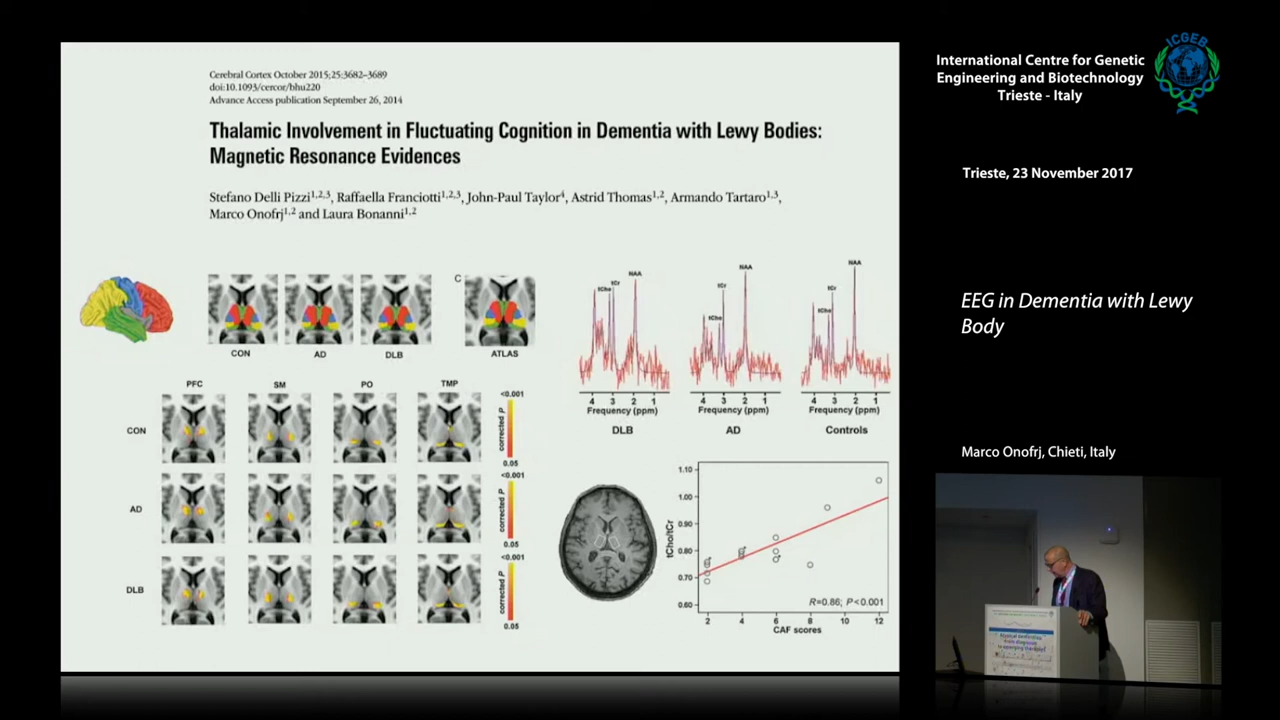 Cerebral Cortex October 2015;25:3682–3689
doi:10.1093/cercor/bhu220
Advance Access publication September 26, 2014
Thalamic Involvement in Fluctuating Cognition in Dementia with Lewy Bodies:
Magnetic Resonance Evidences
Stefano Delli Pizzi1,2,3, Raffaella Franciotti1,2,3, John-Paul Taylor4, Astrid Thomas1,2, Armando Tartaro1,3,
Marco Onofrj1,2 and Laura Bonanni1,2
CON
AD
DLB
C
ATLAS
PFC
SM
PO
TMP
CON
AD
DLB
<0.001
corrected P
0.05
<0.001
corrected P
0.05
<0.001
corrected P
0.05
tCho
tCr
NAA
4 3 2 1
Frequency (ppm)
DLB
tCho
tCr
NAA
4 3 2 1
Frequency (ppm)
AD
tCho
tCr
NAA
4 3 2 1
Frequency (ppm)
Controls
tCho/tCr
1.10
1.00
0.90
0.80
0.70
0.60
R=0.86; P<0.001
2 4 6 8 10 12
CAF scores
International Centre for Genetic
Engineering and Biotechnology
Trieste - Italy
ICGEB
Trieste, 23 November 2017
EEG in Dementia with Lewy
Body
Marco Onofrj, Chieti, Italy
Atypical dementias
from diagnosis
to emerging therapies